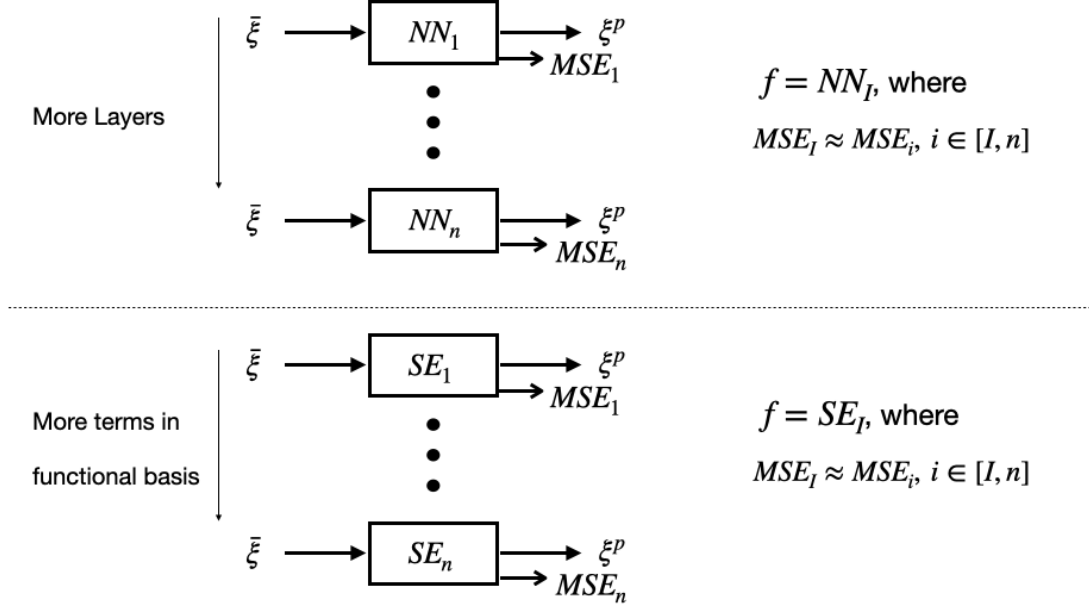 ξ̄ NN₁ ξᵖ
MSE₁
f = NN_I, where
More Layers
MSE_I ≈ MSE_i, i ∈ [I, n]
ξ̄ NNₙ ξᵖ
MSEₙ
ξ̄ SE₁ ξᵖ
MSE₁
f = SE_I, where
More terms in
functional basis
MSE_I ≈ MSE_i, i ∈ [I, n]
ξ̄ SEₙ ξᵖ
MSEₙ